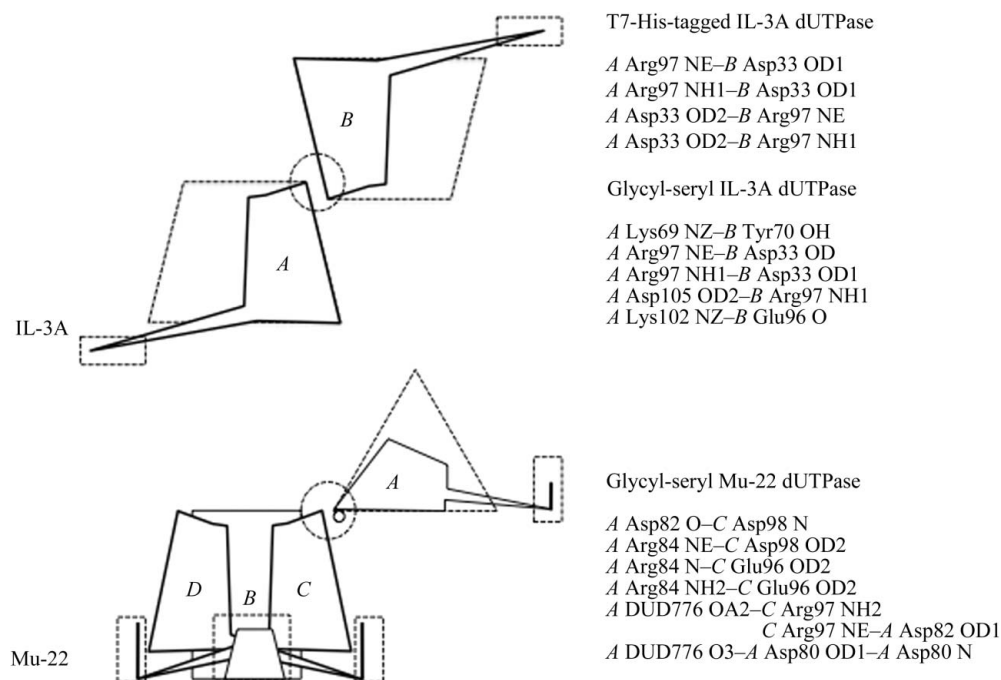 T7-His-tagged IL-3A dUTPase
A Arg97 NE–B Asp33 OD1
A Arg97 NH1–B Asp33 OD1
A Asp33 OD2–B Arg97 NE
A Asp33 OD2–B Arg97 NH1
B
Glycyl-seryl IL-3A dUTPase
A Lys69 NZ–B Tyr70 OH
A Arg97 NE–B Asp33 OD
A Arg97 NH1–B Asp33 OD1
A Asp105 OD2–B Arg97 NH1
A Lys102 NZ–B Glu96 O
A
IL-3A
A
Glycyl-seryl Mu-22 dUTPase
A Asp82 O–C Asp98 N
A Arg84 NE–C Asp98 OD2
A Arg84 N–C Glu96 OD2
A Arg84 NH2–C Glu96 OD2
A DUD776 OA2–C Arg97 NH2
C Arg97 NE–A Asp82 OD1
A DUD776 O3–A Asp80 OD1–A Asp80 N
D B C
Mu-22